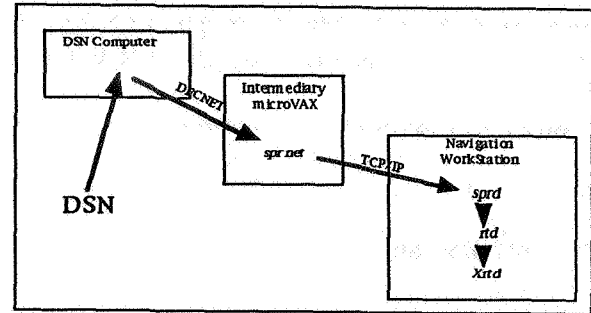 DSN Computer
DECNET
Intermediary
microVAX
spr.net
TCP/IP
Navigation
WorkStation
sprd
rtd
Xrtd
DSN